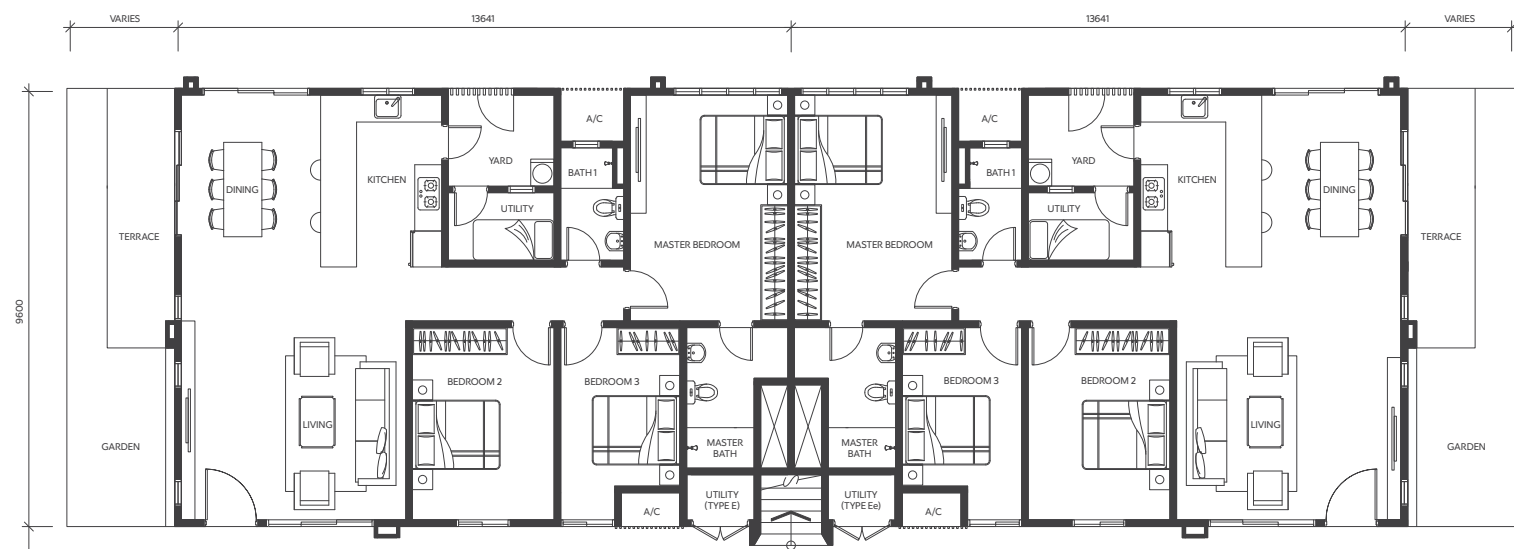 VARIES
13641
13641
VARIES
9600
A/C
A/C
YARD
YARD
BATH 1
BATH 1
KITCHEN
KITCHEN
DINING
DINING
UTILITY
UTILITY
TERRACE
TERRACE
MASTER BEDROOM
MASTER BEDROOM
BEDROOM 2
BEDROOM 3
BEDROOM 3
BEDROOM 2
LIVING
LIVING
GARDEN
GARDEN
MASTER
BATH
MASTER
BATH
UTILITY
(TYPE E)
UTILITY
(TYPE Ee)
A/C
A/C